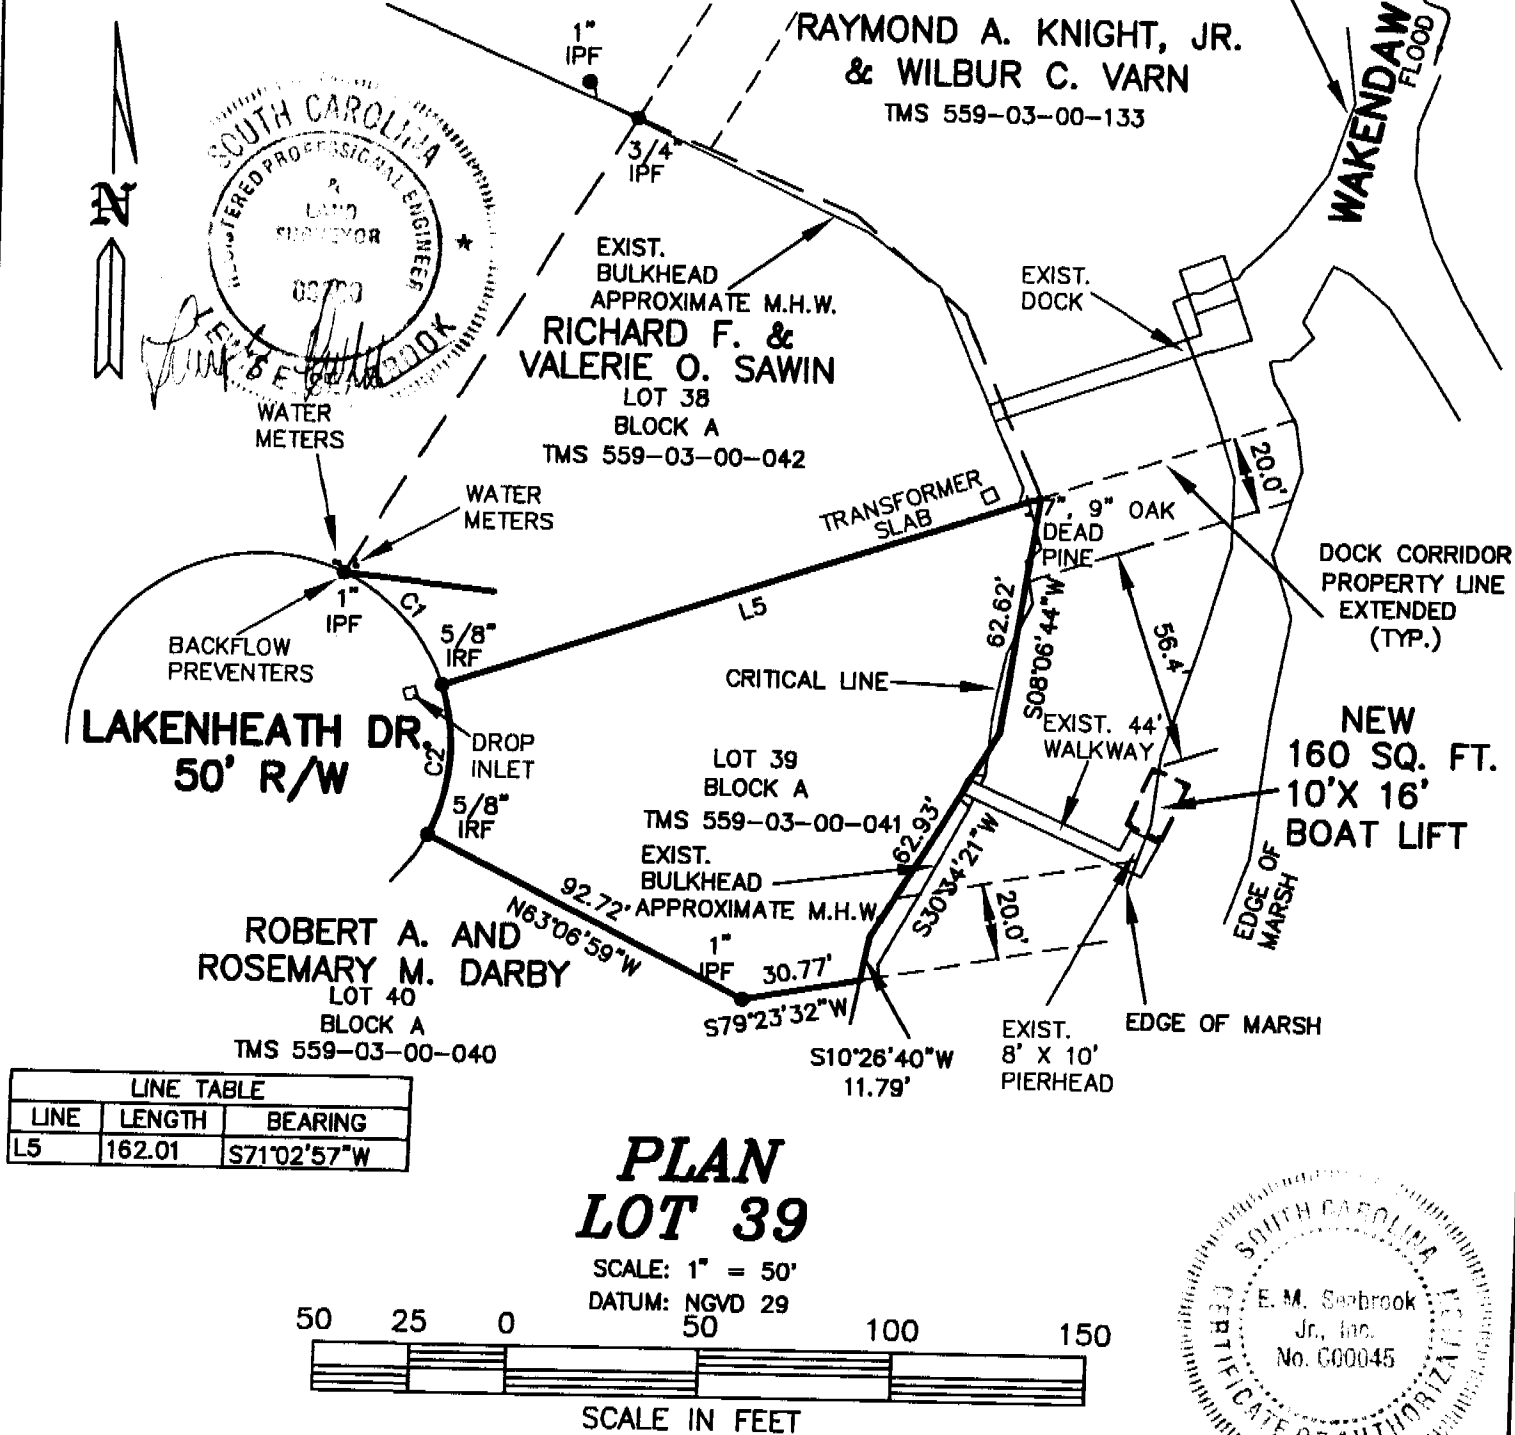 RAYMOND A. KNIGHT, JR.
& WILBUR C. VARN
TMS 559-03-00-133
WAKENDAW
FLOOD
1"
IPF
3/4"
IPF
N
SOUTH CAROLINA
REGISTERED PROFESSIONAL ENGINEER
&
LAND
SURVEYOR
EXIST.
BULKHEAD
APPROXIMATE M.H.W.
RICHARD F. &
VALERIE O. SAWIN
LOT 38
BLOCK A
TMS 559-03-00-042
EXIST.
DOCK
WATER
METERS
WATER
METERS
TRANSFORMER
SLAB
17", 9" OAK
DEAD
PINE
20.0'
DOCK CORRIDOR
PROPERTY LINE
EXTENDED
(TYP.)
1"
IPF
C1
BACKFLOW
PREVENTERS
5/8"
IRF
L5
62.62'
S08°06'44"W
56.4'
CRITICAL LINE
LAKENHEATH DR.
50' R/W
C2
DROP
INLET
LOT 39
BLOCK A
TMS 559-03-00-041
EXIST. 44'
WALKWAY
NEW
160 SQ. FT.
10'X 16'
BOAT LIFT
5/8"
IRF
62.93'
S30°34'21"W
EXIST.
BULKHEAD
APPROXIMATE M.H.W.
EDGE OF
MARSH
92.72'
N63°06'59"W
20.0'
ROBERT A. AND
ROSEMARY M. DARBY
LOT 40
BLOCK A
TMS 559-03-00-040
1"
IPF
30.77'
S79°23'32"W
S10°26'40"W
11.79'
EXIST.
8' X 10'
PIERHEAD
EDGE OF MARSH
LINE TABLE
LINE LENGTH BEARING
L5 162.01 S71°02'57"W
PLAN
LOT 39
SCALE: 1" = 50'
DATUM: NGVD 29
50 25 0 50 100 150
SCALE IN FEET
SOUTH CAROLINA
CERTIFICATE OF AUTHORIZATION
E. M. Seabrook
Jr., Inc.
No. C00045